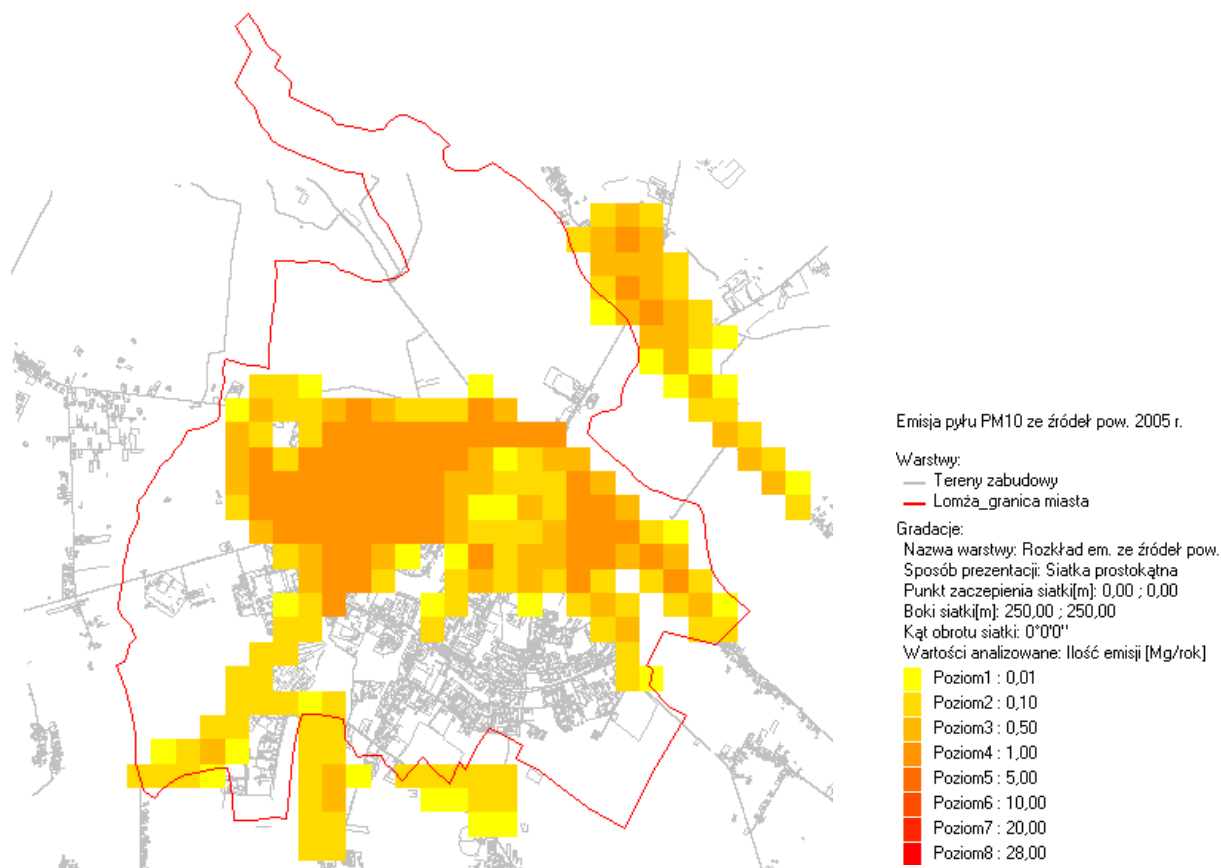 Emisja pyłu PM10 ze źródeł pow. 2005 r.
Warstwy:
Tereny zabudowy
Lomża_granica miasta
Gradacje:
Nazwa warstwy: Rozkład em. ze źródeł pow.
Sposób prezentacji: Siatka prostokątna
Punkt zaczepienia siatki[m]: 0,00 ; 0,00
Boki siatki[m]: 250,00 ; 250,00
Kąt obrotu siatki: 0°0'0''
Wartości analizowane: Ilość emisji [Mg/rok]
Poziom1 : 0,01
Poziom2 : 0,10
Poziom3 : 0,50
Poziom4 : 1,00
Poziom5 : 5,00
Poziom6 : 10,00
Poziom7 : 20,00
Poziom8 : 28,00